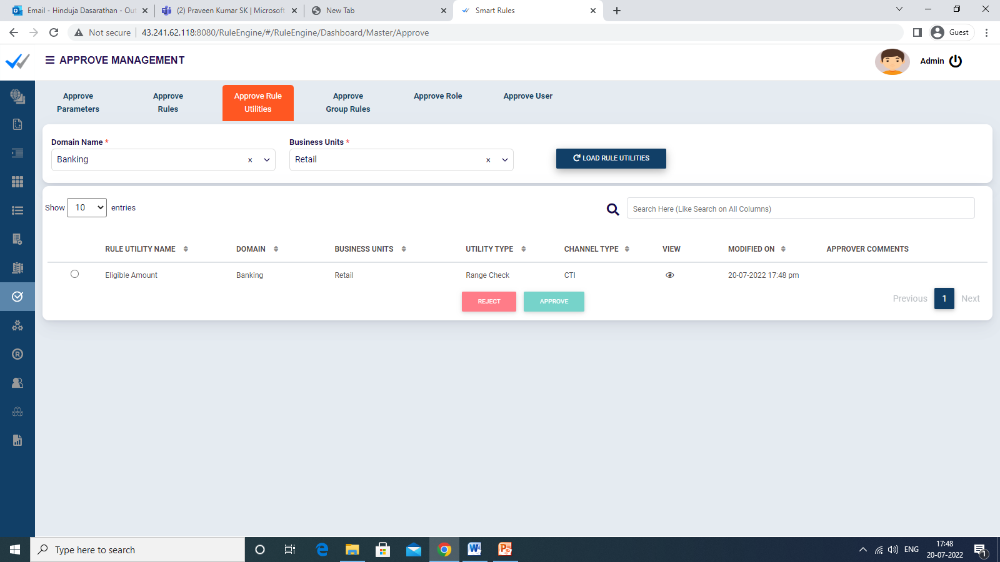 Email - Hinduja Dasarathan - Out
(2) Praveen Kumar SK | Microsoft
New Tab
Smart Rules
Not secure
43.241.62.118:8080/RuleEngine/#/RuleEngine/Dashboard/Master/Approve
Guest
APPROVE MANAGEMENT
Admin
Approve Parameters
Approve Rules
Approve Rule Utilities
Approve Group Rules
Approve Role
Approve User
Domain Name *
Business Units *
Banking × 
Retail ×
LOAD RULE UTILITIES
Show 10 entries
Search Here (Like Search on All Columns)
RULE UTILITY NAME DOMAIN BUSINESS UNITS UTILITY TYPE CHANNEL TYPE VIEW MODIFIED ON APPROVER COMMENTS
Eligible Amount Banking Retail Range Check CTI 20-07-2022 17:48 pm
REJECT APPROVE
Previous 1 Next
Type here to search
ENG
17:48
20-07-2022
1